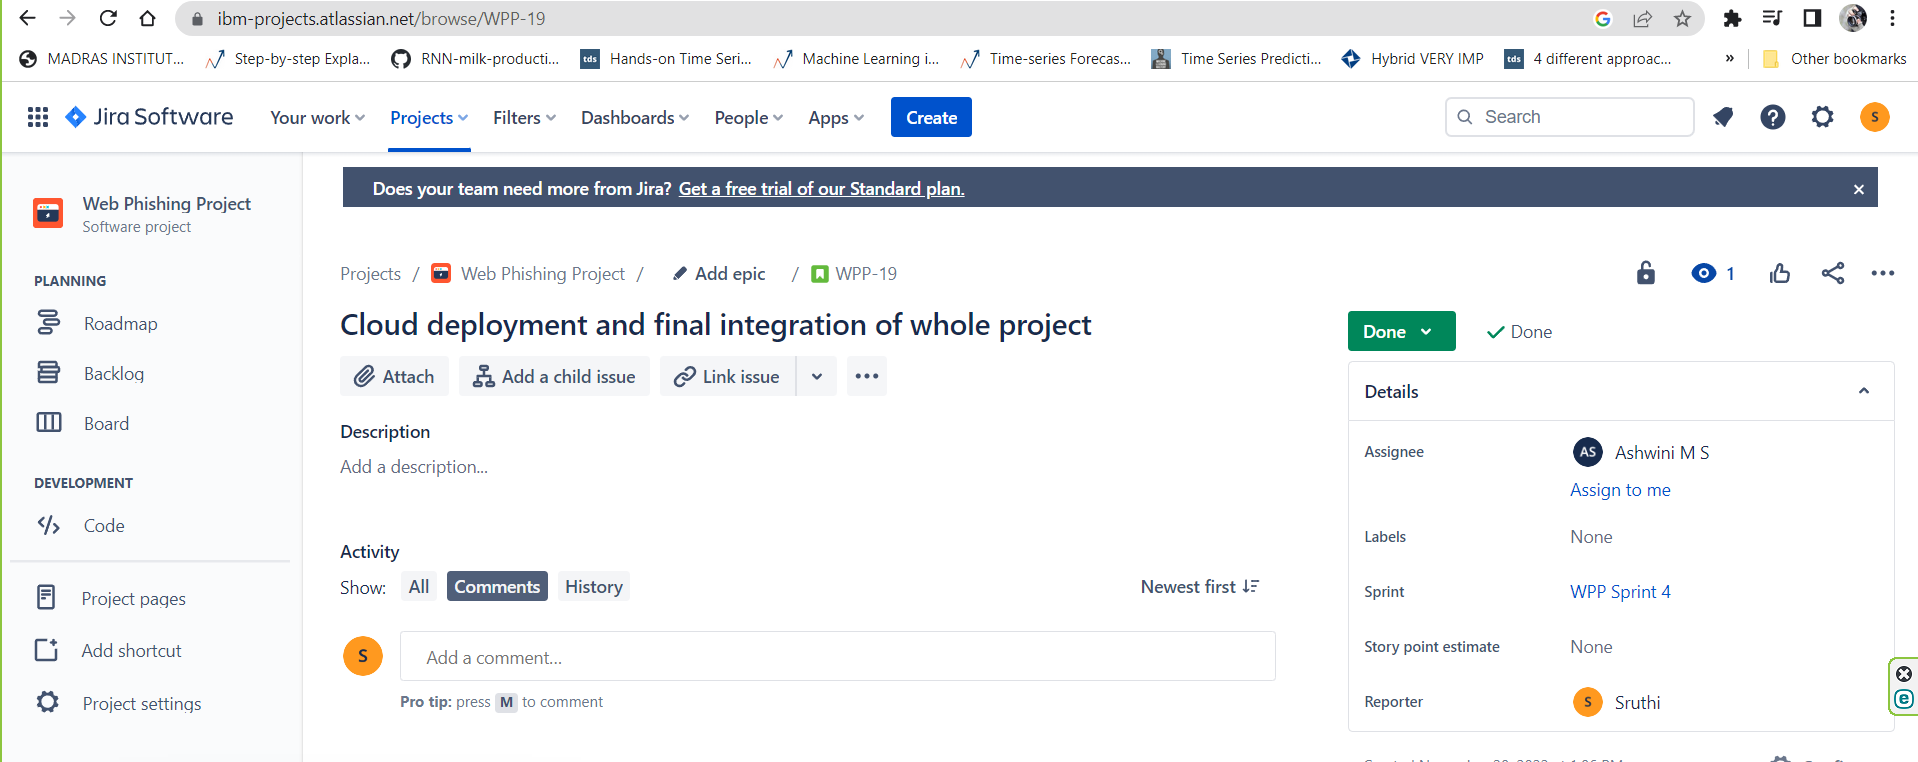 ibm-projects.atlassian.net/browse/WPP-19
MADRAS INSTITUT... Step-by-step Expla... RNN-milk-producti... tds Hands-on Time Seri... Machine Learning i... Time-series Forecas... Time Series Predicti... Hybrid VERY IMP tds 4 different approac... » Other bookmarks
Jira Software Your work Projects Filters Dashboards People Apps Create Search S
Does your team need more from Jira? Get a free trial of our Standard plan.
Web Phishing Project
Software project
PLANNING
Roadmap
Backlog
Board
DEVELOPMENT
Code
Project pages
Add shortcut
Project settings
Projects / Web Phishing Project / Add epic / WPP-19
1
Cloud deployment and final integration of whole project
Attach Add a child issue Link issue
Description
Add a description...
Activity
Show: All Comments History Newest first
S Add a comment...
Pro tip: press M to comment
Done Done
Details
Assignee AS Ashwini M S
Assign to me
Labels None
Sprint WPP Sprint 4
Story point estimate None
Reporter S Sruthi